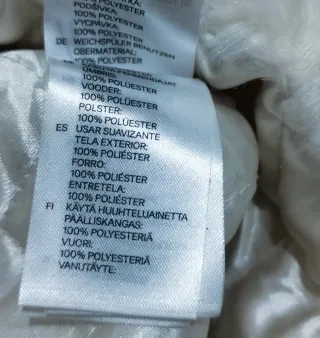 PODŠÍVKA:
100% POLYESTER
VÝCPÁVKA:
100% POLYESTER
DE WEICHSPÜLER BENUTZEN
OBERMATERIAL:
100% POLYESTER
ÜMBRIS:
100% POLÜESTER
VOODER:
100% POLÜESTER
POLSTER:
100% POLÜESTER
ES USAR SUAVIZANTE
TELA EXTERIOR:
100% POLIÉSTER
FORRO:
100% POLIÉSTER
ENTRETELA:
100% POLIÉSTER
FI KÄYTÄ HUUHTELUAINETTA
PÄÄLLISKANGAS:
100% POLYESTERIÄ
VUORI:
100% POLYESTERIÄ
VANUTÄYTE: